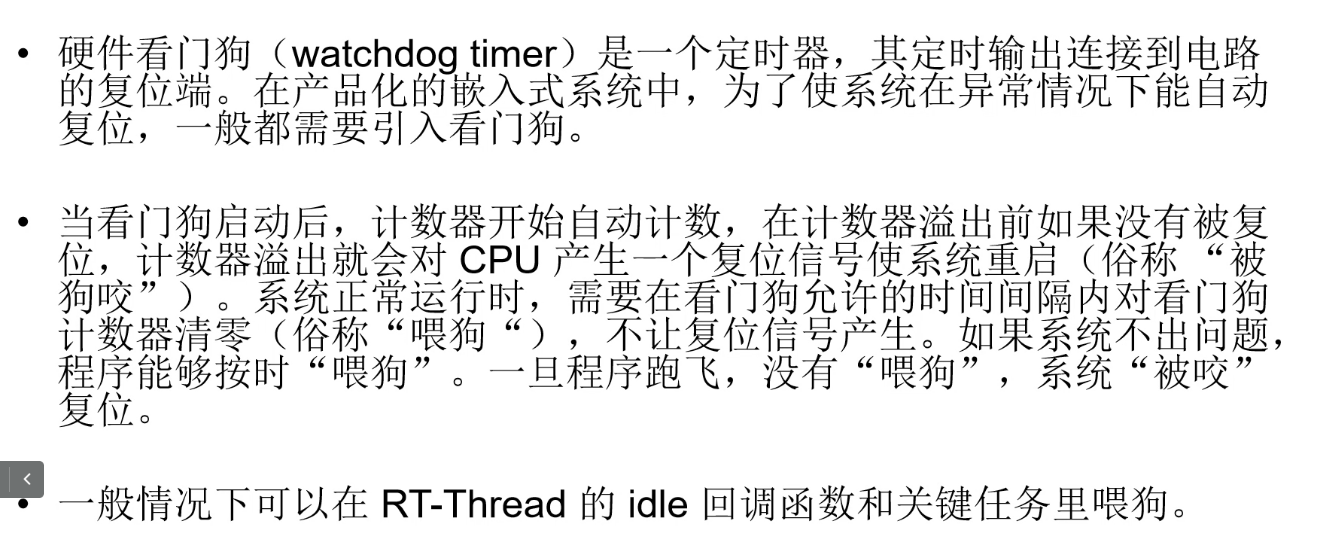 • 硬件看门狗（watchdog timer）是一个定时器，其定时输出连接到电路
的复位端。在产品化的嵌入式系统中，为了使系统在异常情况下能自动
复位，一般都需要引入看门狗。
• 当看门狗启动后，计数器开始自动计数，在计数器溢出前如果没有被复
位，计数器溢出就会对 CPU 产生一个复位信号使系统重启（俗称 “被
狗咬”）。系统正常运行时，需要在看门狗允许的时间间隔内对看门狗
计数器清零（俗称“喂狗“），不让复位信号产生。如果系统不出问题，
程序能够按时“喂狗”。一旦程序跑飞，没有“喂狗”，系统“被咬”
复位。
• 一般情况下可以在 RT-Thread 的 idle 回调函数和关键任务里喂狗。